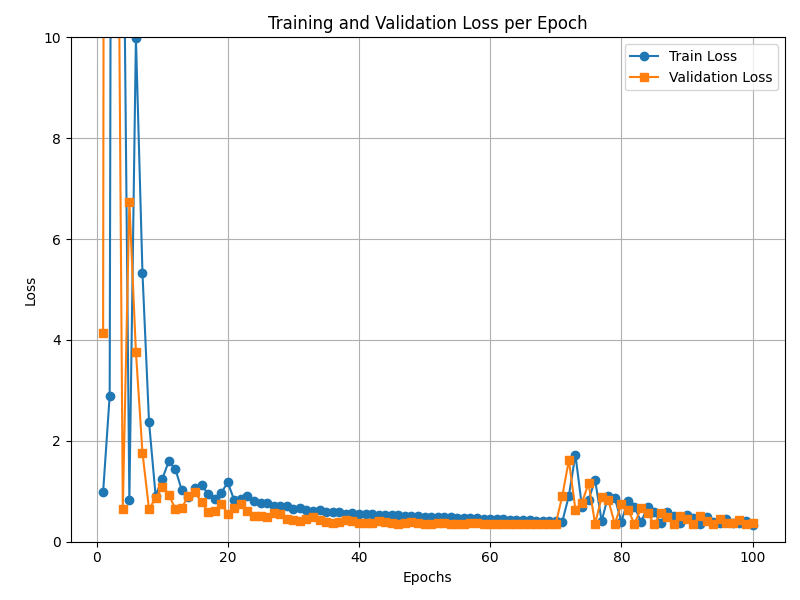 Training and Validation Loss per Epoch
Train Loss
Validation Loss
Loss
10
8
6
4
2
0
0 20 40 60 80 100
Epochs